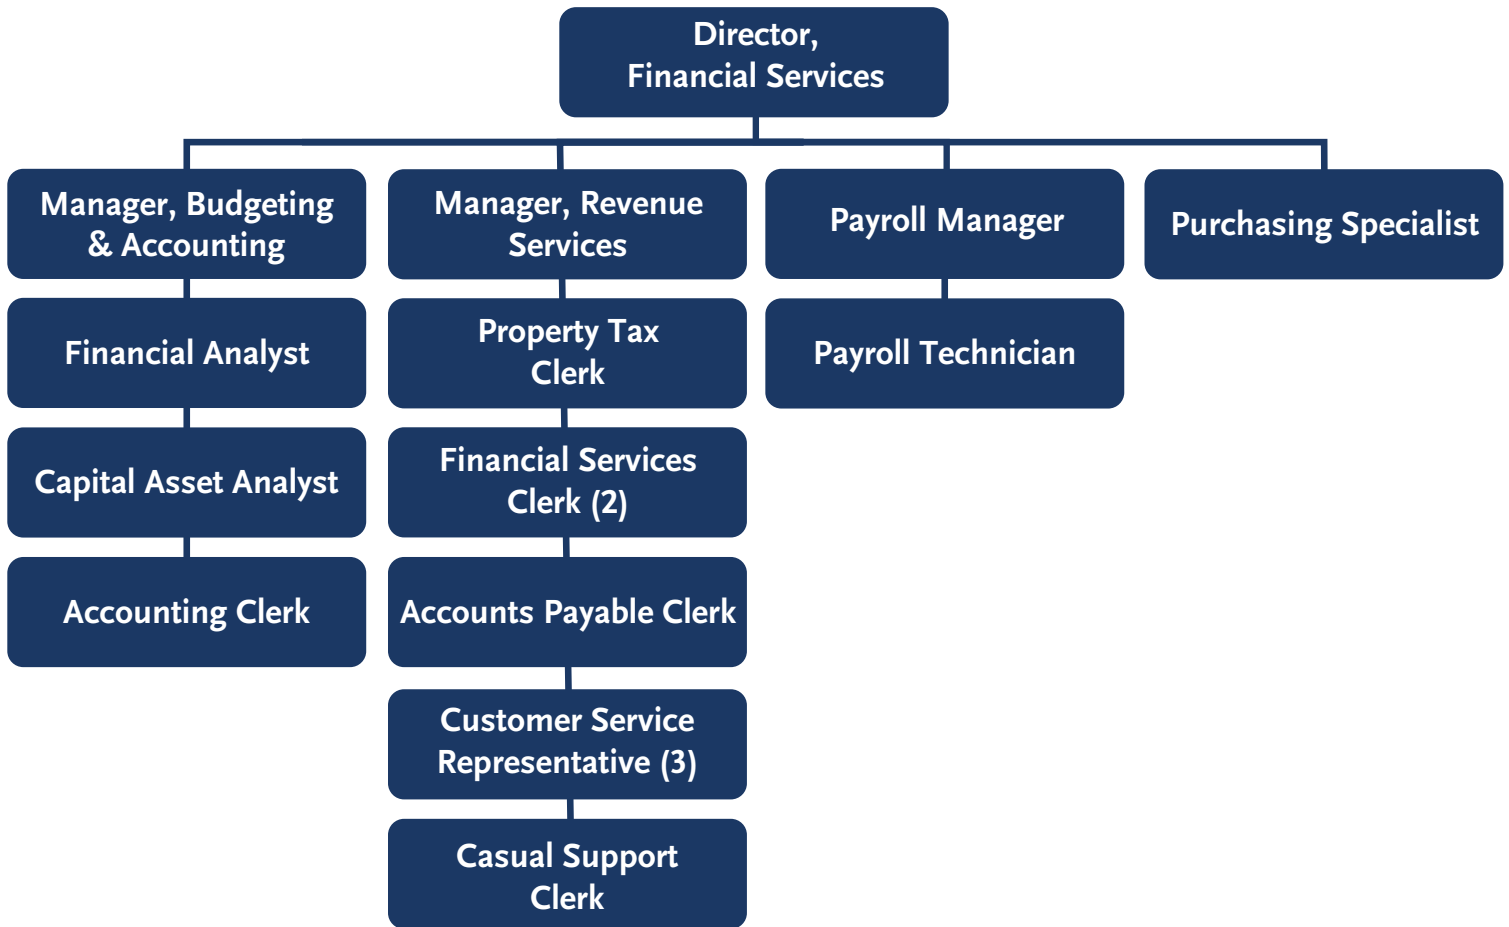 Director,
Financial Services
Manager, Budgeting
& Accounting
Manager, Revenue
Services
Payroll Manager
Purchasing Specialist
Financial Analyst
Property Tax
Clerk
Payroll Technician
Capital Asset Analyst
Financial Services
Clerk (2)
Accounting Clerk
Accounts Payable Clerk
Customer Service
Representative (3)
Casual Support
Clerk